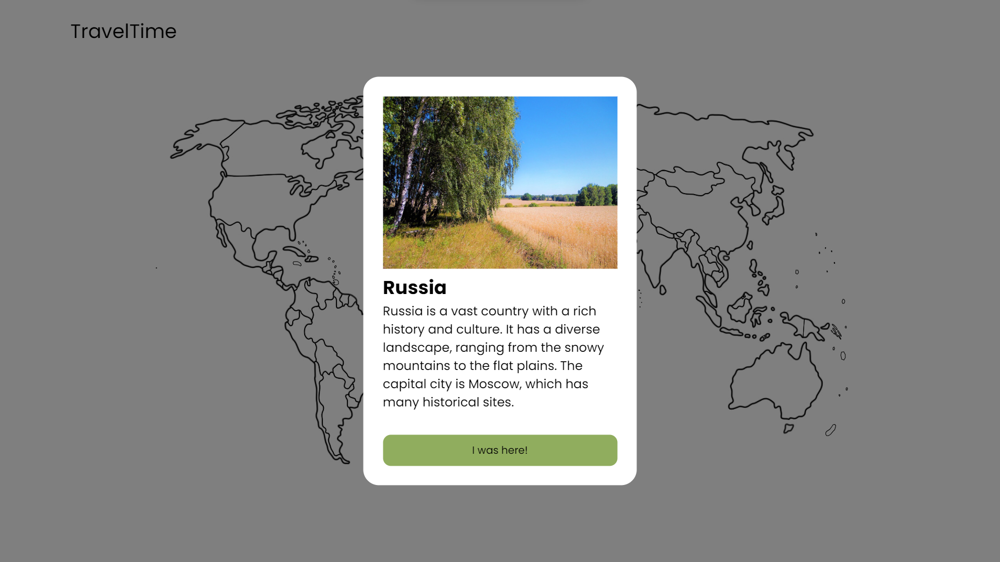 TravelTime
Russia
Russia is a vast country with a rich
history and culture. It has a diverse
landscape, ranging from the snowy
mountains to the flat plains. The
capital city is Moscow, which has
many historical sites.
I was here!